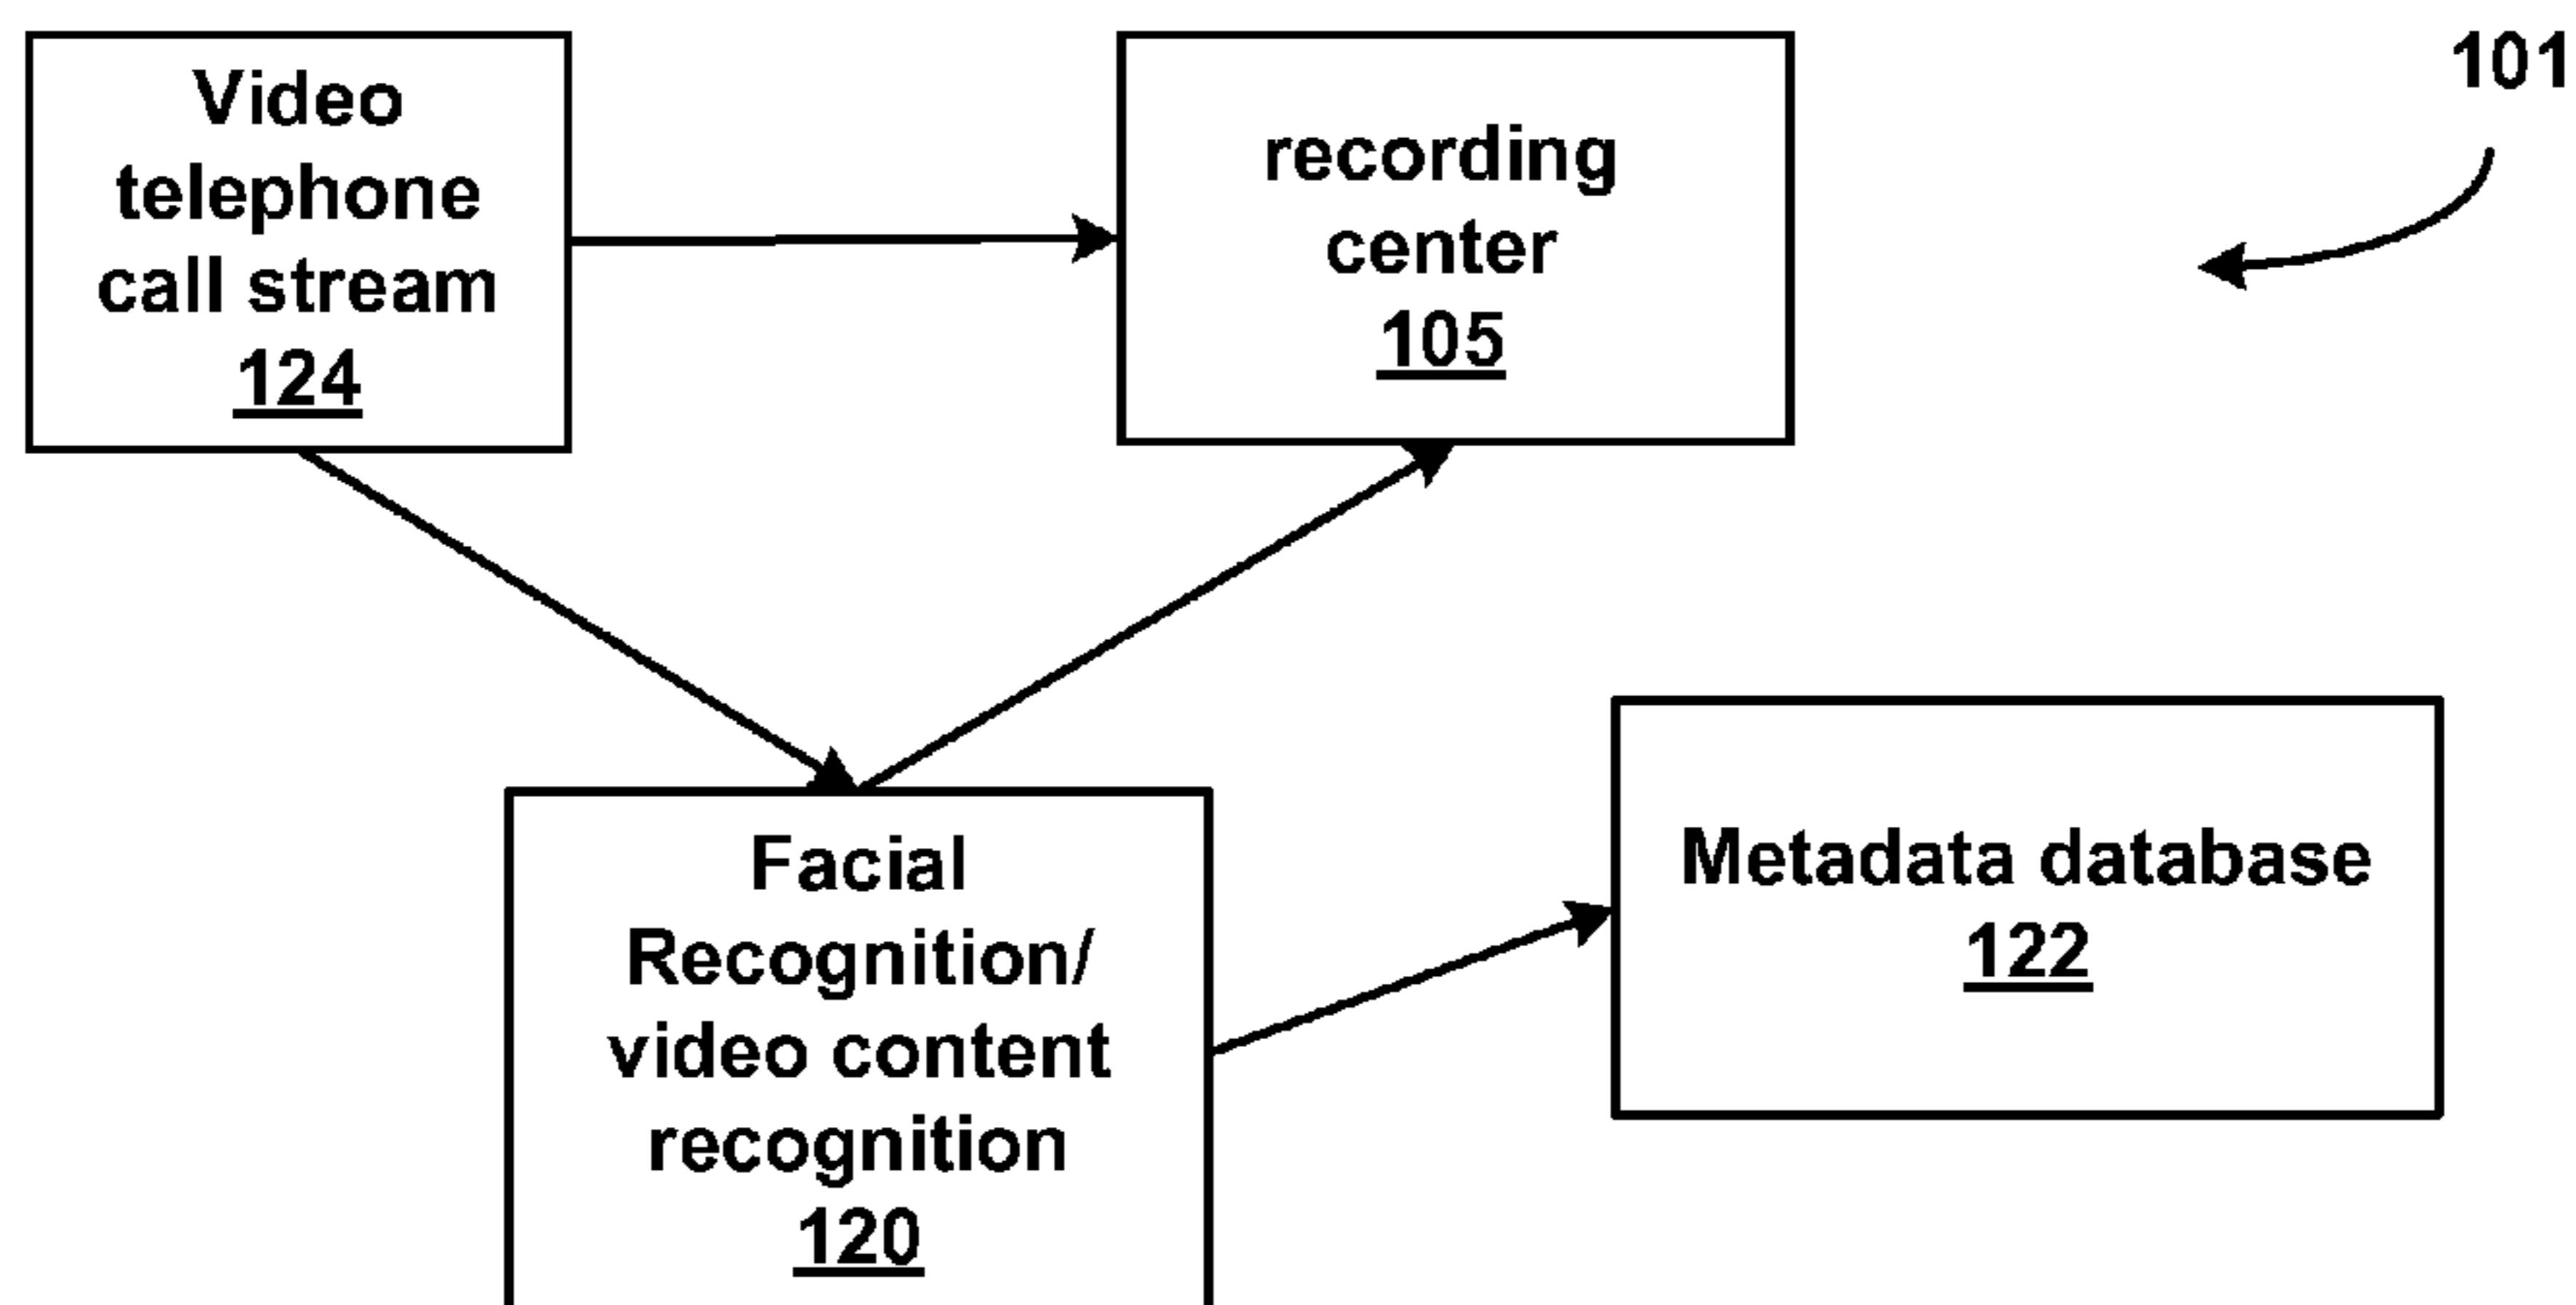 Video
telephone
call stream
124
recording
center
105
101
Facial
Recognition/
video content
recognition
120
Metadata database
122